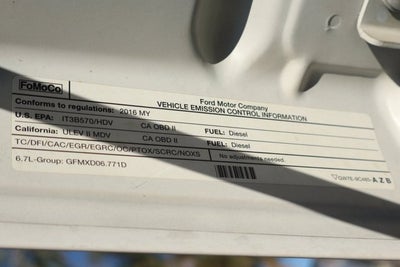 FoMoCo
Ford Motor Company
VEHICLE EMISSION CONTROL INFORMATION
Conforms to regulations: 2016 MY
U.S. EPA: IT3B570/HDV CA OBD II FUEL: Diesel
California: ULEV II MDV CA OBD II FUEL: Diesel
TC/DFI/CAC/EGR/EGRC/OC/PTOX/SCRC/NOXS No adjustments needed.
6.7L-Group: GFMXD06.771D
AZB